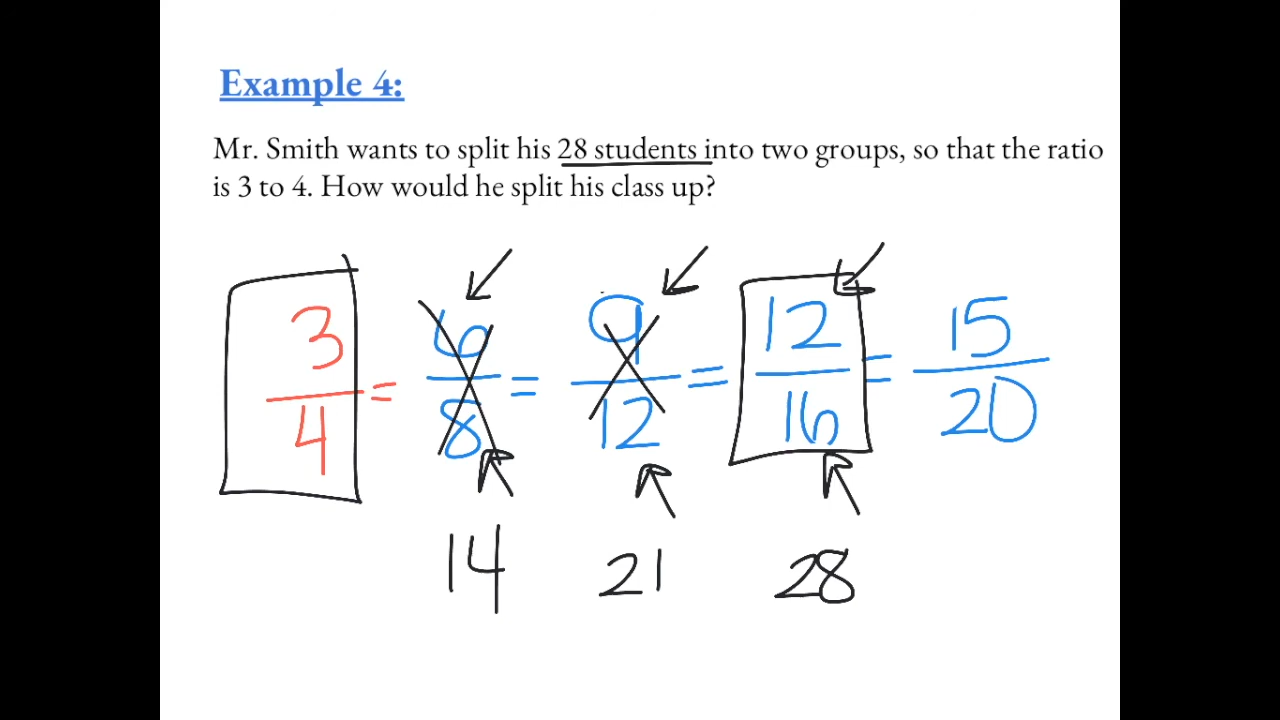 Example 4:
Mr. Smith wants to split his 28 students into two groups, so that the ratio
is 3 to 4. How would he split his class up?
3/4 = 6/8 = 9/12 = 12/16 = 15/20
14 21 28